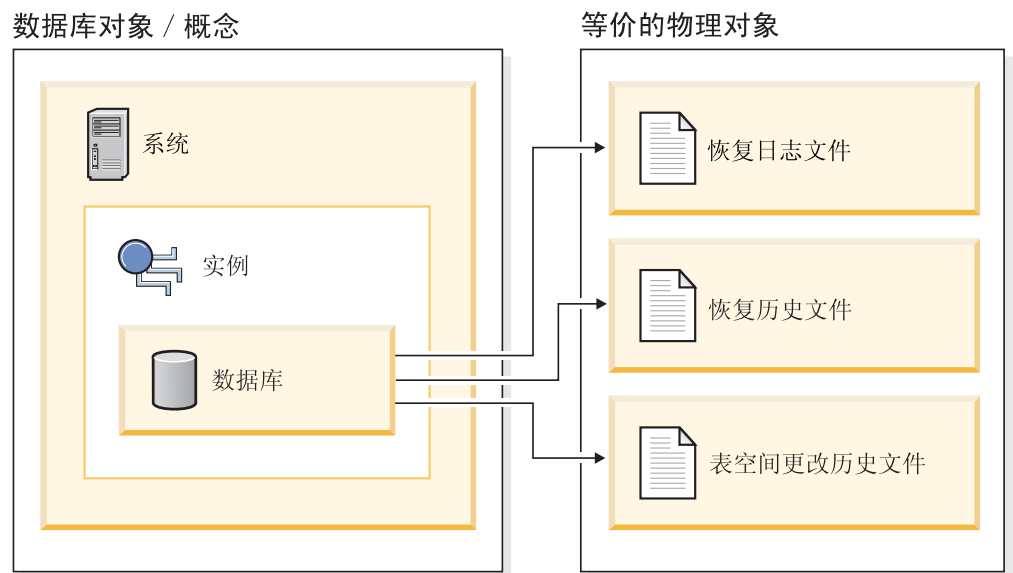 数据库对象 / 概念
系统
实例
数据库
等价的物理对象
恢复日志文件
恢复历史文件
表空间更改历史文件